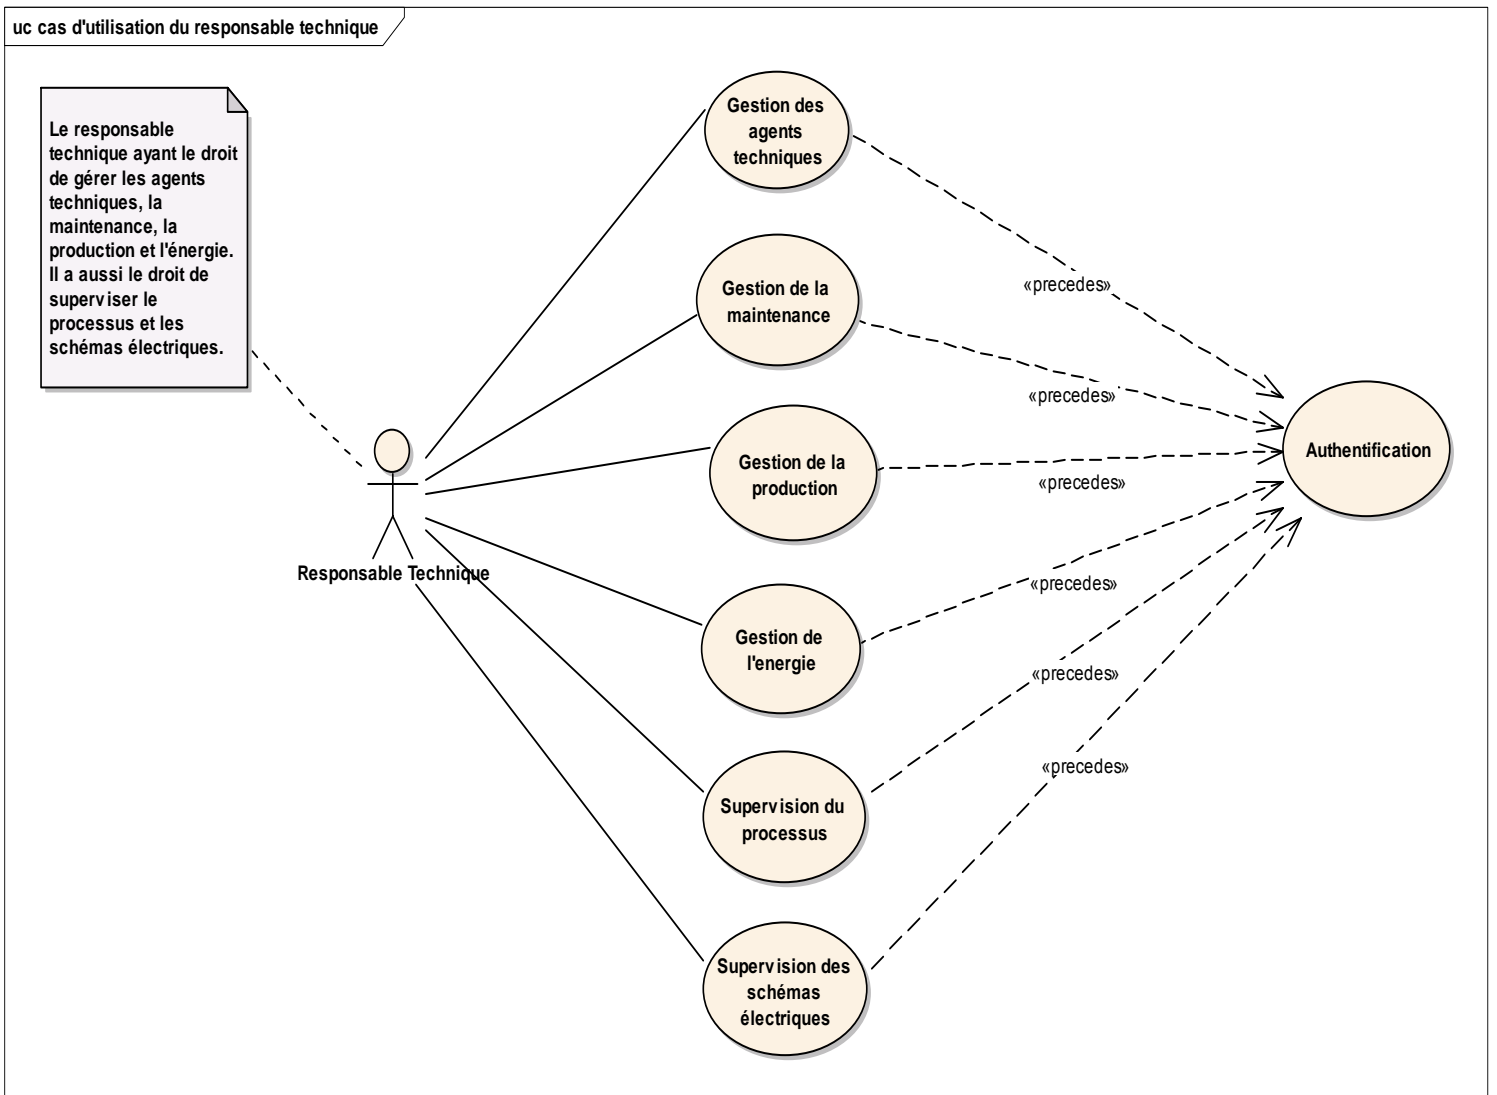 uc cas d'utilisation du responsable technique
Le responsable
technique ayant le droit
de gérer les agents
techniques, la
maintenance, la
production et l'énergie.
Il a aussi le droit de
superviser le
processus et les
schémas électriques.
Responsable Technique
Gestion des
agents
techniques
Gestion de la
maintenance
Gestion de la
production
Gestion de
l'energie
Supervision du
processus
Supervision des
schémas
électriques
«precedes»
«precedes»
«precedes»
«precedes»
«precedes»
«precedes»
Authentification